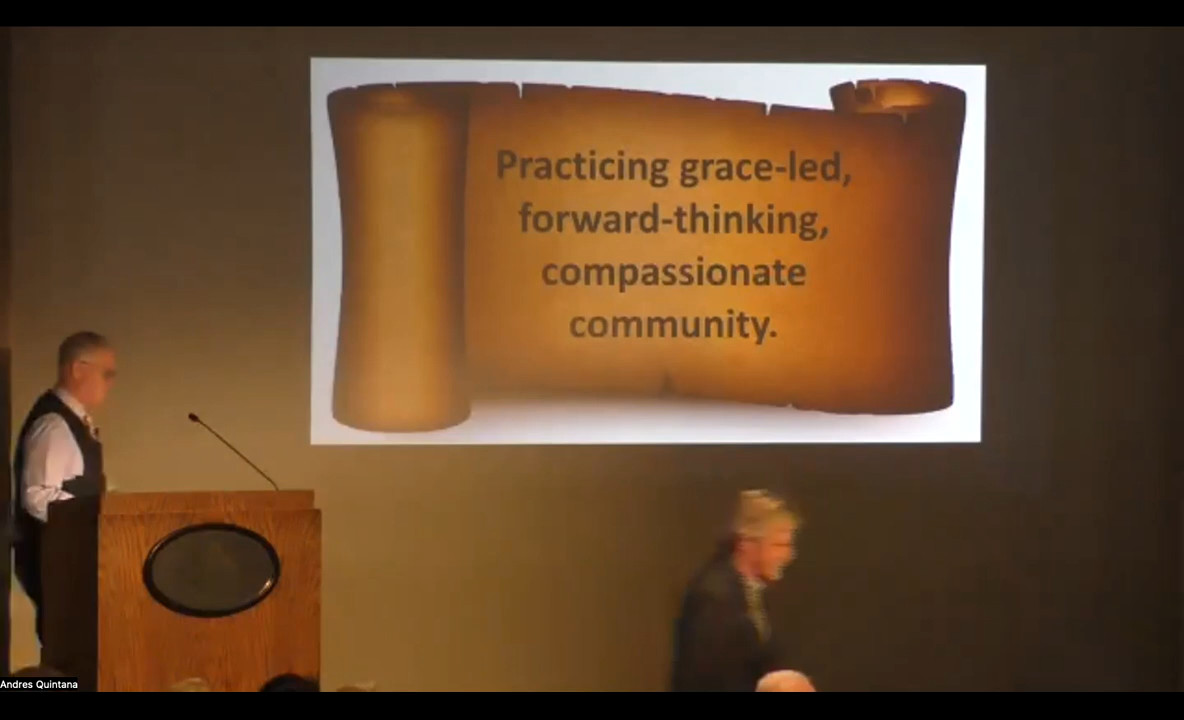 Practicing grace-led,
forward-thinking,
compassionate
community.
Andres Quintana